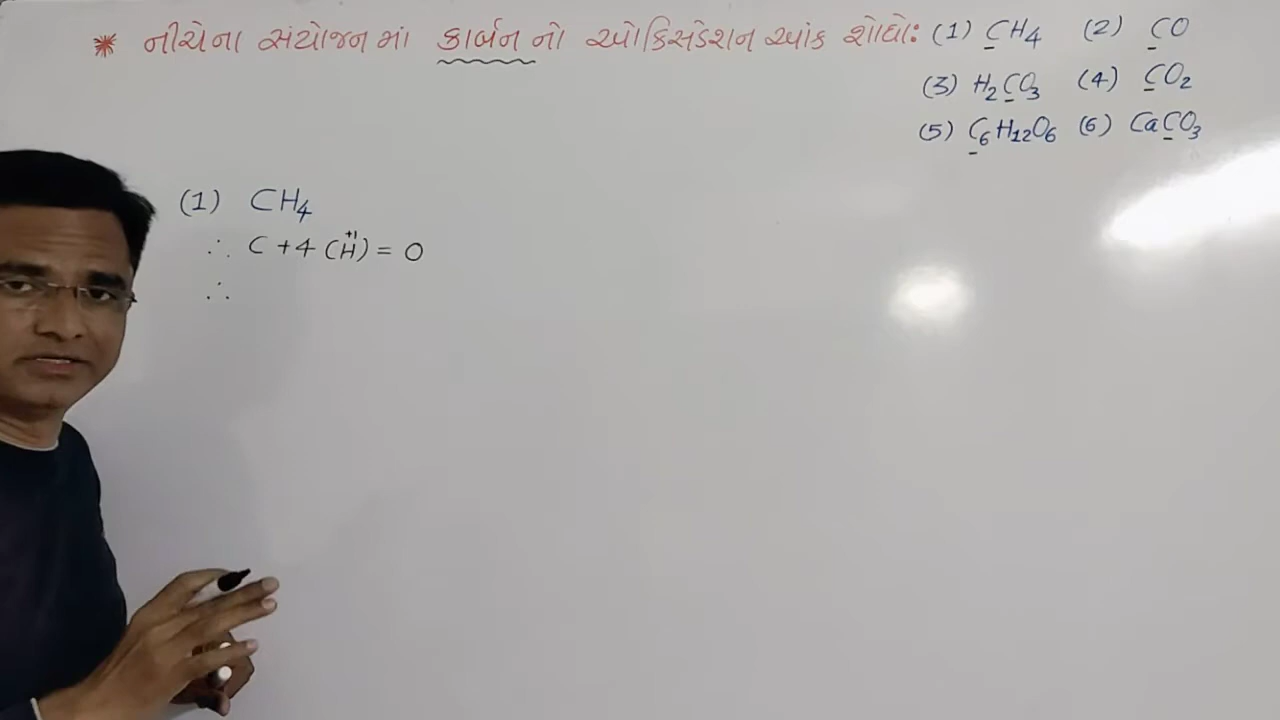 * નીચેના સંયોજનમાં કાર્બનનો ઓક્સિડેશન આંક શોધો: (1) CH₄ (2) CO
(3) H₂CO₃ (4) CO₂
(5) C₆H₁₂O₆ (6) CaCO₃
(1) CH₄
∴ C + 4 (H⁺¹) = 0
∴